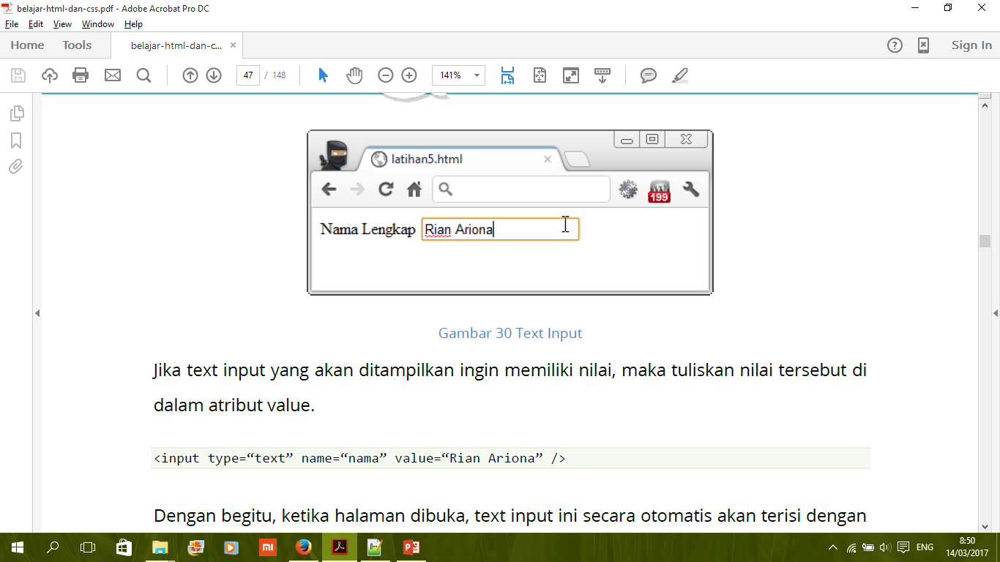 belajar-html-dan-css.pdf - Adobe Acrobat Pro DC
File Edit View Window Help
Home Tools belajar-html-dan-c... × Sign In
47 / 148 141%
latihan5.html
199
Nama Lengkap Rian Ariona
Gambar 30 Text Input
Jika text input yang akan ditampilkan ingin memiliki nilai, maka tuliskan nilai tersebut di
dalam atribut value.
<input type=“text” name=“nama” value=“Rian Ariona” />
Dengan begitu, ketika halaman dibuka, text input ini secara otomatis akan terisi dengan
mi
ENG
8:50
14/03/2017